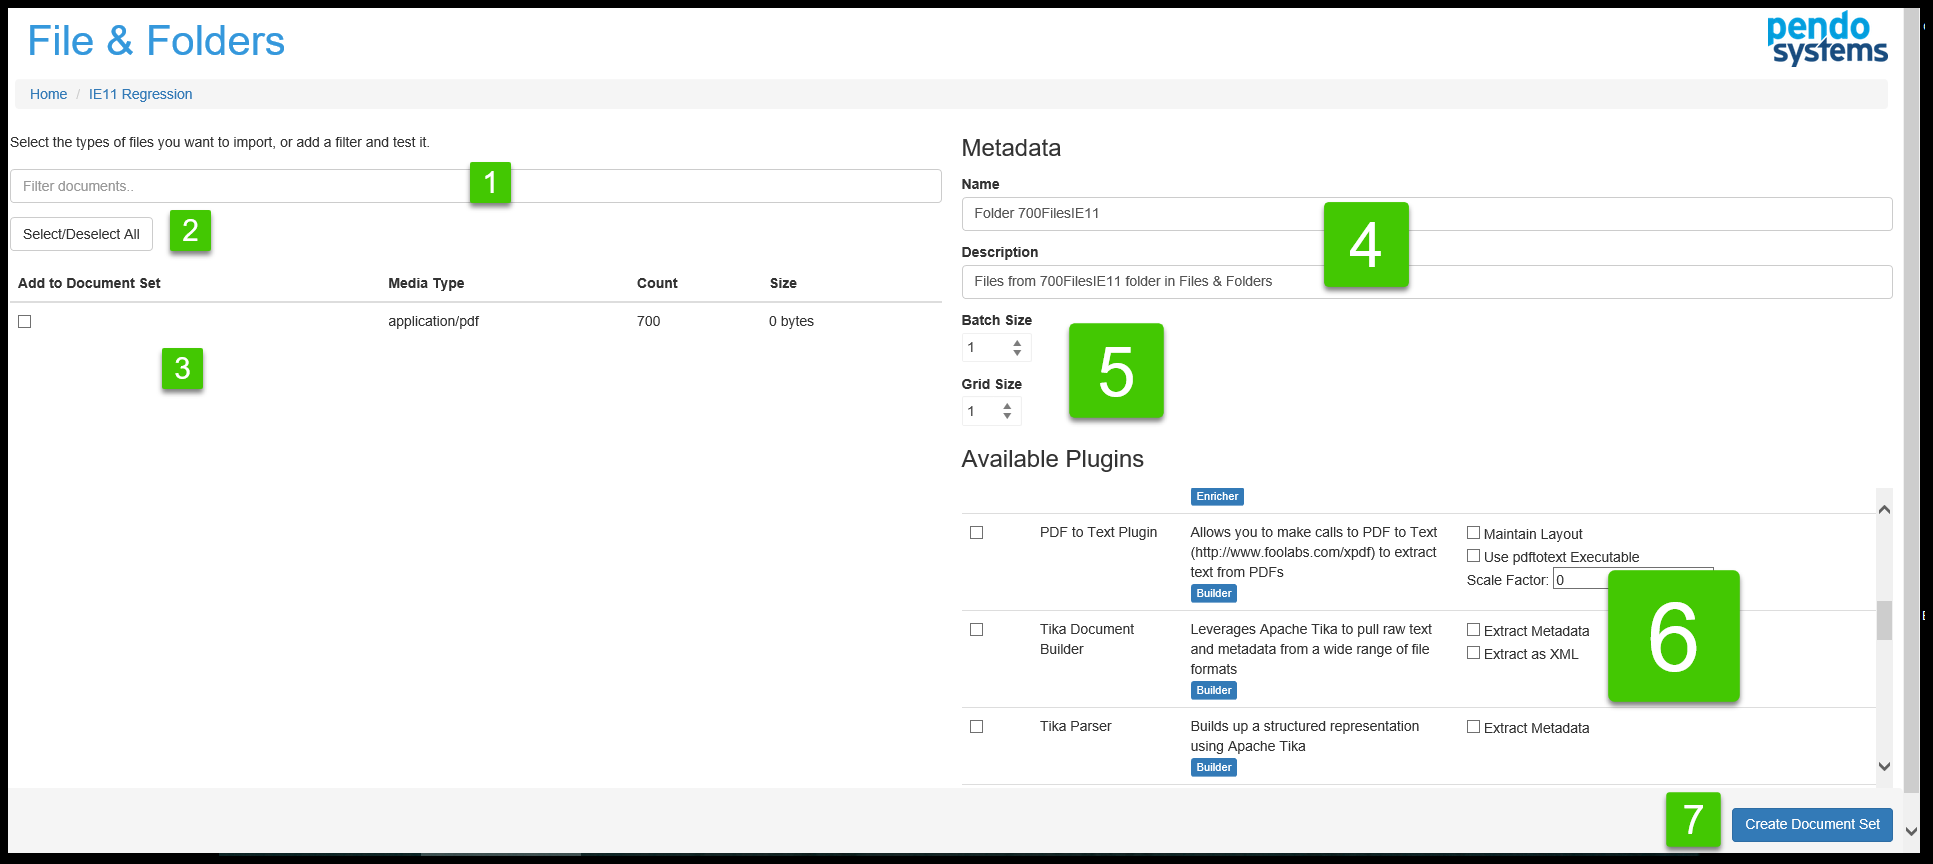 File & Folders
pendo
systems
Home / IE11 Regression
Select the types of files you want to import, or add a filter and test it.
Filter documents..
1
Select/Deselect All
2
Add to Document Set Media Type Count Size
application/pdf 700 0 bytes
3
Metadata
Name
Folder 700FilesIE11
Description
Files from 700FilesIE11 folder in Files & Folders
4
Batch Size
1
Grid Size
1
5
Available Plugins
Enricher
PDF to Text Plugin
Allows you to make calls to PDF to Text
(http://www.foolabs.com/xpdf) to extract
text from PDFs
Builder
Maintain Layout
Use pdftotext Executable
Scale Factor: 0
Tika Document
Builder
Leverages Apache Tika to pull raw text
and metadata from a wide range of file
formats
Builder
Extract Metadata
Extract as XML
6
Tika Parser
Builds up a structured representation
using Apache Tika
Builder
Extract Metadata
7
Create Document Set